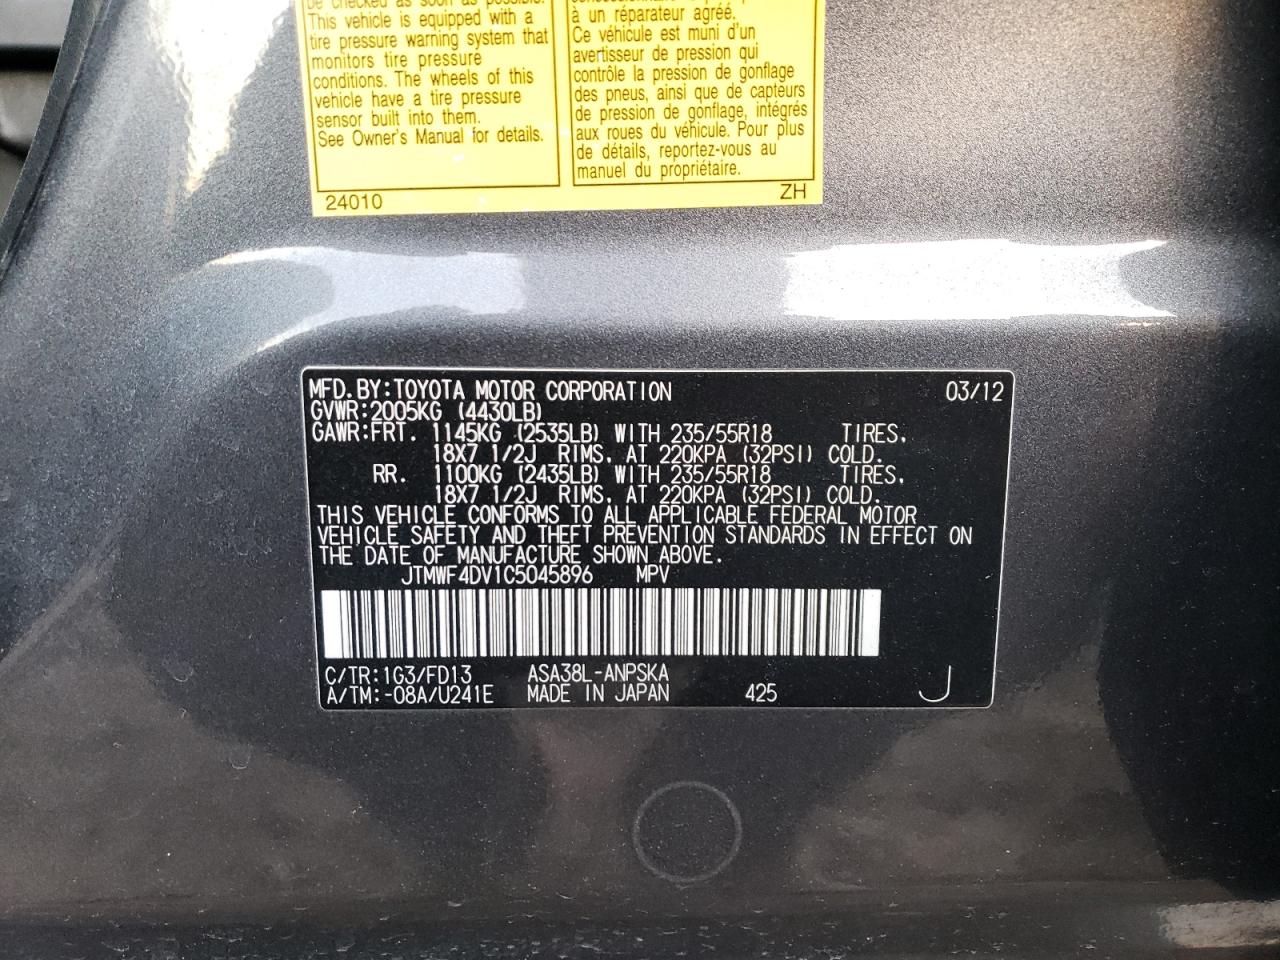 be checked as soon as possible.
This vehicle is equipped with a
tire pressure warning system that
monitors tire pressure
conditions. The wheels of this
vehicle have a tire pressure
sensor built into them.
See Owner's Manual for details.
24010
à un réparateur agréé.
Ce véhicule est muni d'un
avertisseur de pression qui
contrôle la pression de gonflage
des pneus, ainsi que de capteurs
de pression de gonflage, intégrés
aux roues du véhicule. Pour plus
de détails, reportez-vous au
manuel du propriétaire.
ZH
MFD.BY:TOYOTA MOTOR CORPORATION 03/12
GVWR:2005KG (4430LB)
GAWR:FRT. 1145KG (2535LB) WITH 235/55R18 TIRES,
18X7 1/2J RIMS, AT 220KPA (32PSI) COLD.
RR. 1100KG (2435LB) WITH 235/55R18 TIRES,
18X7 1/2J RIMS, AT 220KPA (32PSI) COLD.
THIS VEHICLE CONFORMS TO ALL APPLICABLE FEDERAL MOTOR
VEHICLE SAFETY AND THEFT PREVENTION STANDARDS IN EFFECT ON
THE DATE OF MANUFACTURE SHOWN ABOVE.
JTMWF4DV1C5045896 MPV
C/TR:1G3/FD13 ASA38L-ANPSKA
A/TM:-08A/U241E MADE IN JAPAN 425 J